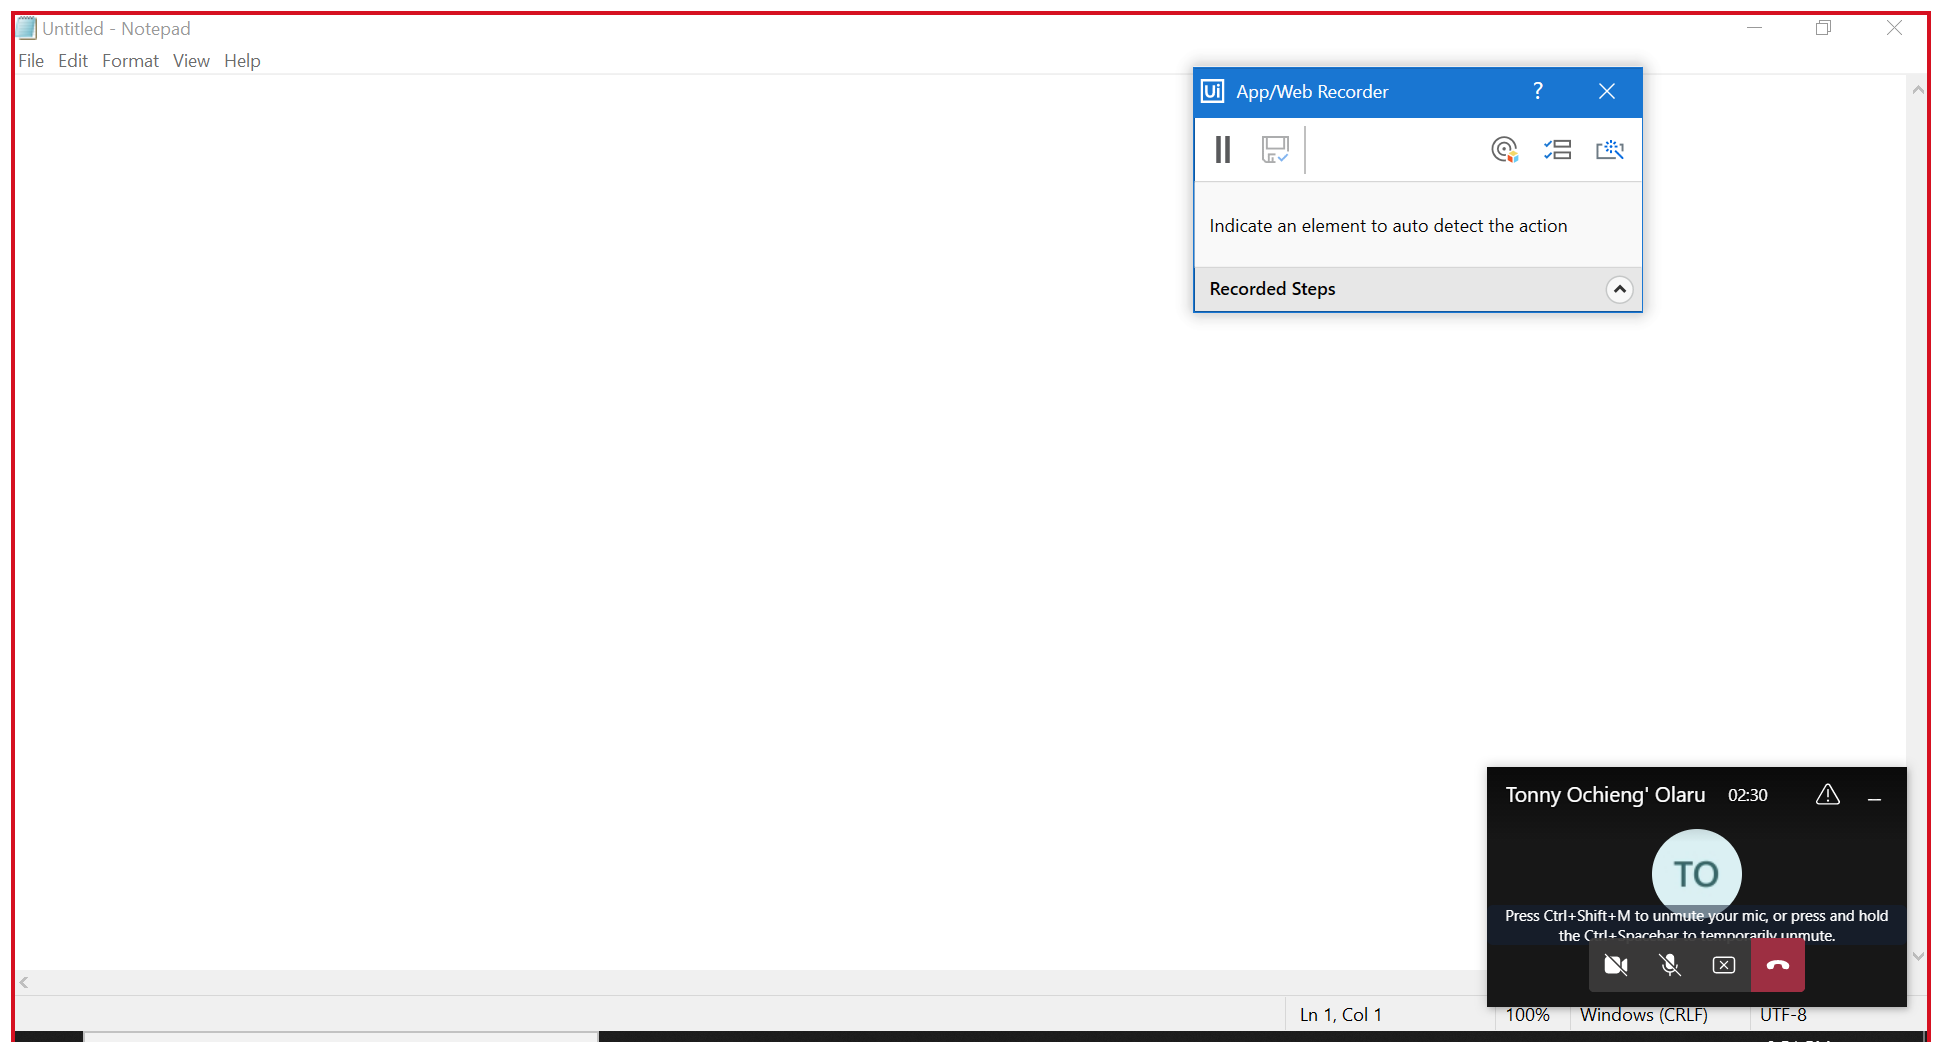 Untitled - Notepad
File Edit Format View Help
Ui App/Web Recorder ?
Indicate an element to auto detect the action
Recorded Steps
Tonny Ochieng' Olaru 02:30
TO
Press Ctrl+Shift+M to unmute your mic, or press and hold
the Ctrl+Spacebar to temporarily unmute.
Ln 1, Col 1 100% Windows (CRLF) UTF-8